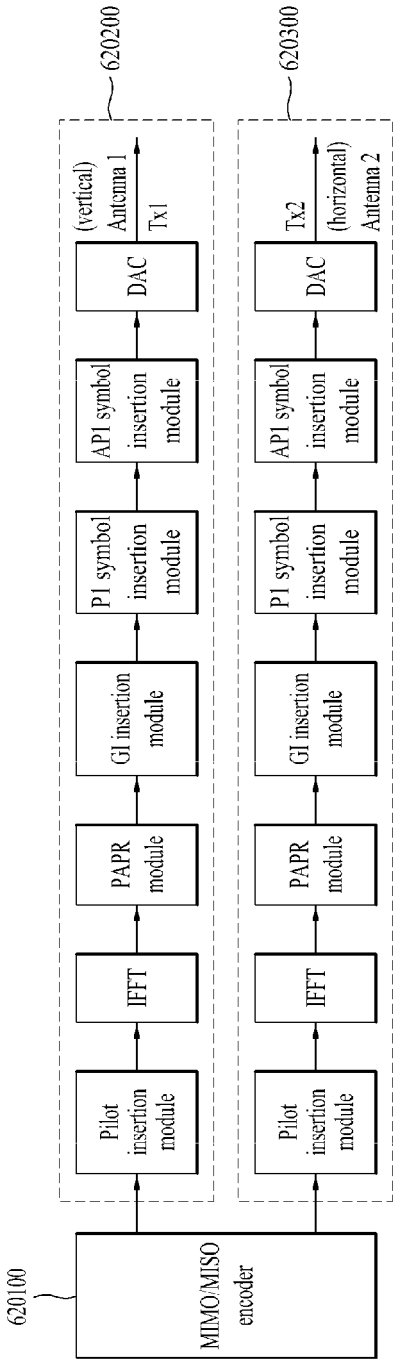 620100
MIMO/MISO
encoder
620200
Pilot
insertion
module
IFFT
PAPR
module
GI insertion
module
P1 symbol
insertion
module
AP1 symbol
insertion
module
DAC
(vertical)
Antenna 1
Tx1
620300
Pilot
insertion
module
IFFT
PAPR
module
GI insertion
module
P1 symbol
insertion
module
AP1 symbol
insertion
module
DAC
Tx2
(horizontal)
Antenna 2